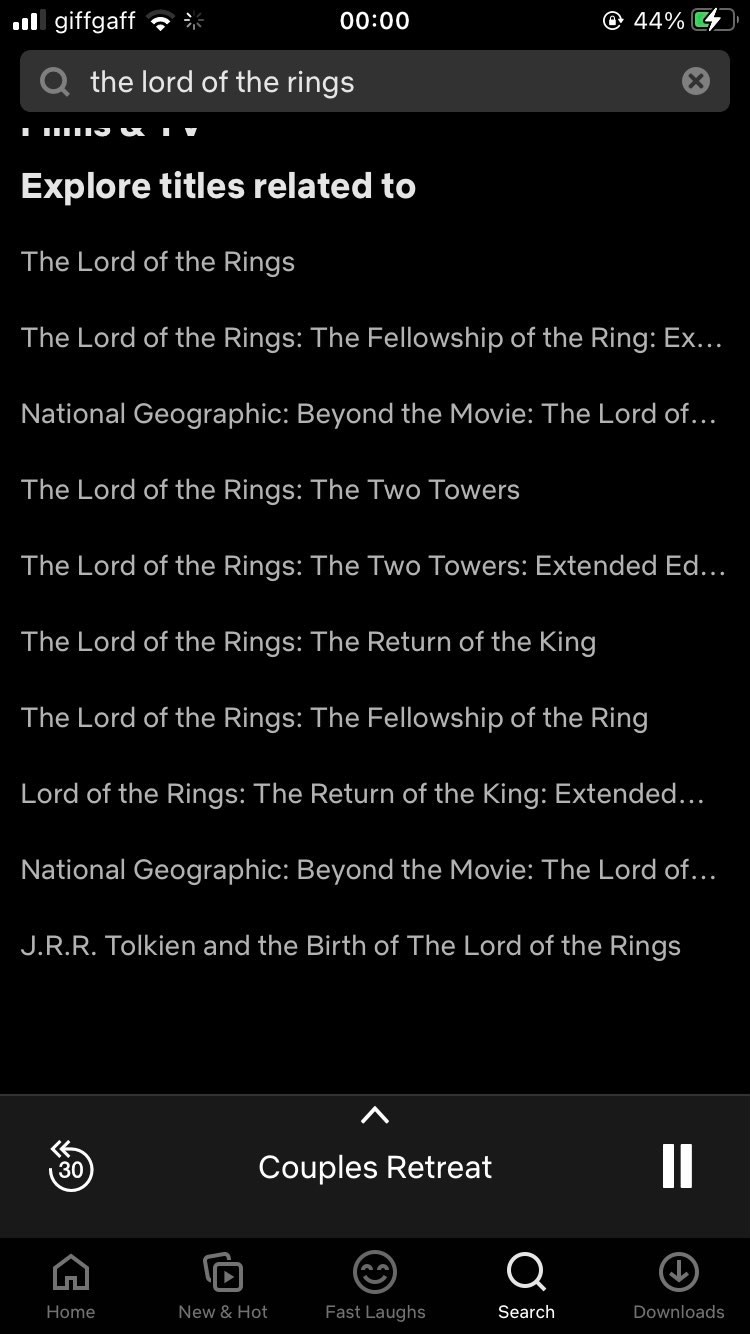 giffgaff 00:00 44%
the lord of the rings
Films & TV
Explore titles related to
The Lord of the Rings
The Lord of the Rings: The Fellowship of the Ring: Ex...
National Geographic: Beyond the Movie: The Lord of...
The Lord of the Rings: The Two Towers
The Lord of the Rings: The Two Towers: Extended Ed...
The Lord of the Rings: The Return of the King
The Lord of the Rings: The Fellowship of the Ring
Lord of the Rings: The Return of the King: Extended...
National Geographic: Beyond the Movie: The Lord of...
J.R.R. Tolkien and the Birth of The Lord of the Rings
30 Couples Retreat
Home New & Hot Fast Laughs Search Downloads